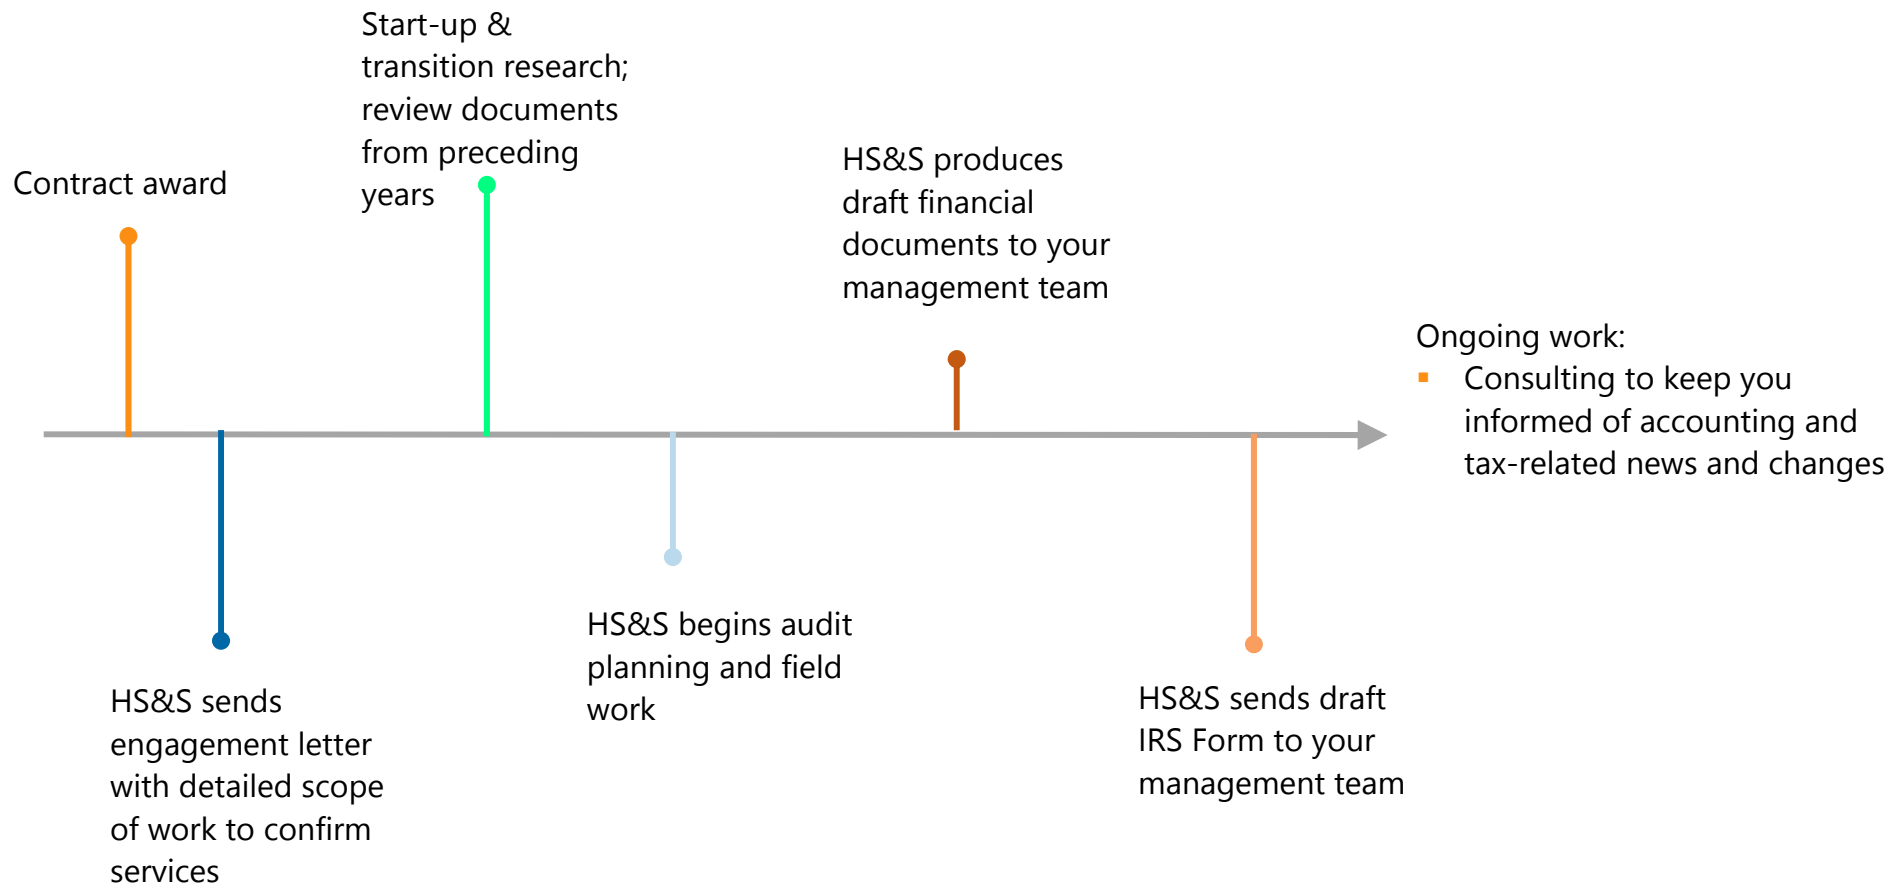 Contract award
HS&S sends
engagement letter
with detailed scope
of work to confirm
services
Start-up &
transition research;
review documents
from preceding
years
HS&S begins audit
planning and field
work
HS&S produces
draft financial
documents to your
management team
HS&S sends draft
IRS Form to your
management team
Ongoing work:
▪ Consulting to keep you
informed of accounting and
tax-related news and changes